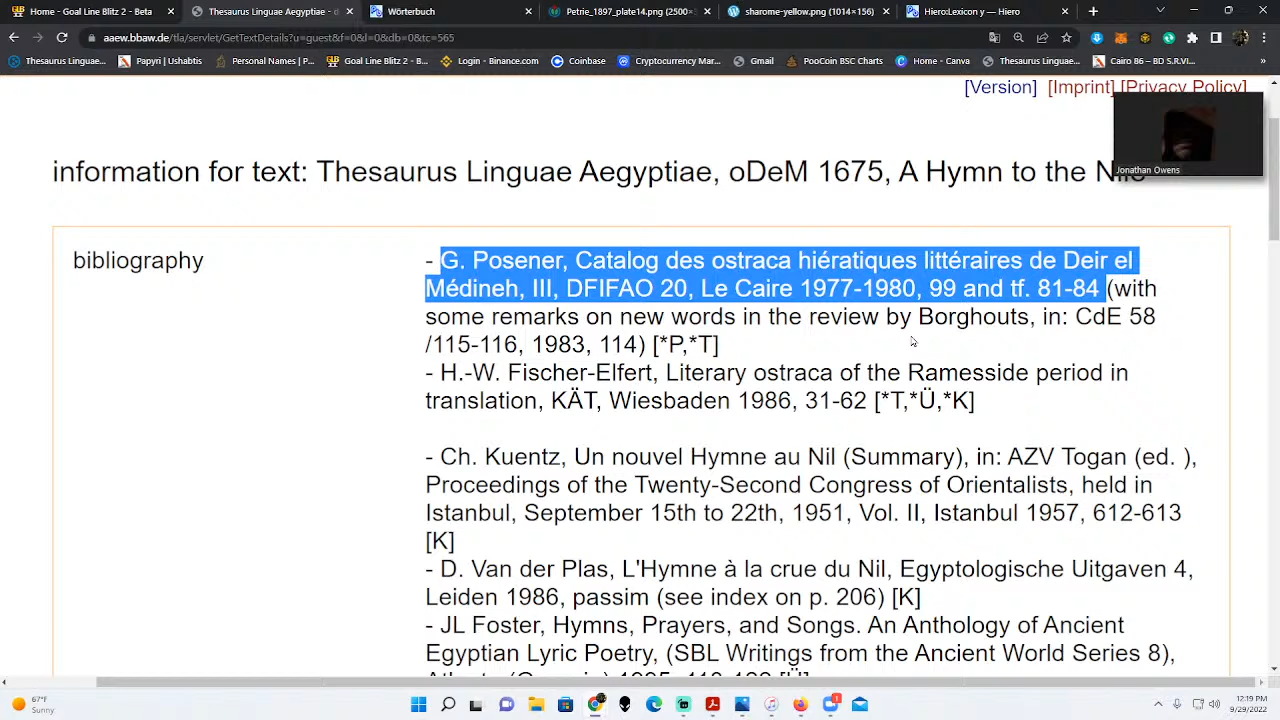 Home - Goal Line Blitz 2 - Beta
Thesaurus Linguae Aegyptiae - d
Wörterbuch
Petrie_1897_plate14.png (2500×
sharome-yellow.png (1014×156)
HieroLexicon y — Hiero
aaew.bbaw.de/tla/servlet/GetTextDetails?u=guest&f=0&l=0&db=0&tc=565
Thesaurus Linguae...
Papyri | Ushabti
Personal Names | P...
Goal Line Blitz 2 - B...
Login - Binance.com
Coinbase
Cryptocurrency Mar...
Gmail
PooCoin BSC Charts
Home - Canva
Thesaurus Linguae...
Cairo 86 – BD S.R.VI...
[Version] [Imprint] [Privacy Policy]
Jonathan Owens
information for text: Thesaurus Linguae Aegyptiae, oDeM 1675, A Hymn to the Nile
bibliography
- G. Posener, Catalog des ostraca hiératiques littéraires de Deir el
Médineh, III, DFIFAO 20, Le Caire 1977-1980, 99 and tf. 81-84 (with
some remarks on new words in the review by Borghouts, in: CdE 58
/115-116, 1983, 114) [*P,*T]
- H.-W. Fischer-Elfert, Literary ostraca of the Ramesside period in
translation, KÄT, Wiesbaden 1986, 31-62 [*T,*Ü,*K]
- Ch. Kuentz, Un nouvel Hymne au Nil (Summary), in: AZV Togan (ed. ),
Proceedings of the Twenty-Second Congress of Orientalists, held in
Istanbul, September 15th to 22th, 1951, Vol. II, Istanbul 1957, 612-613
[K]
- D. Van der Plas, L'Hymne à la crue du Nil, Egyptologische Uitgaven 4,
Leiden 1986, passim (see index on p. 206) [K]
- JL Foster, Hymns, Prayers, and Songs. An Anthology of Ancient
Egyptian Lyric Poetry, (SBL Writings from the Ancient World Series 8),
67°F
Sunny
1
12:19 PM
9/29/2022